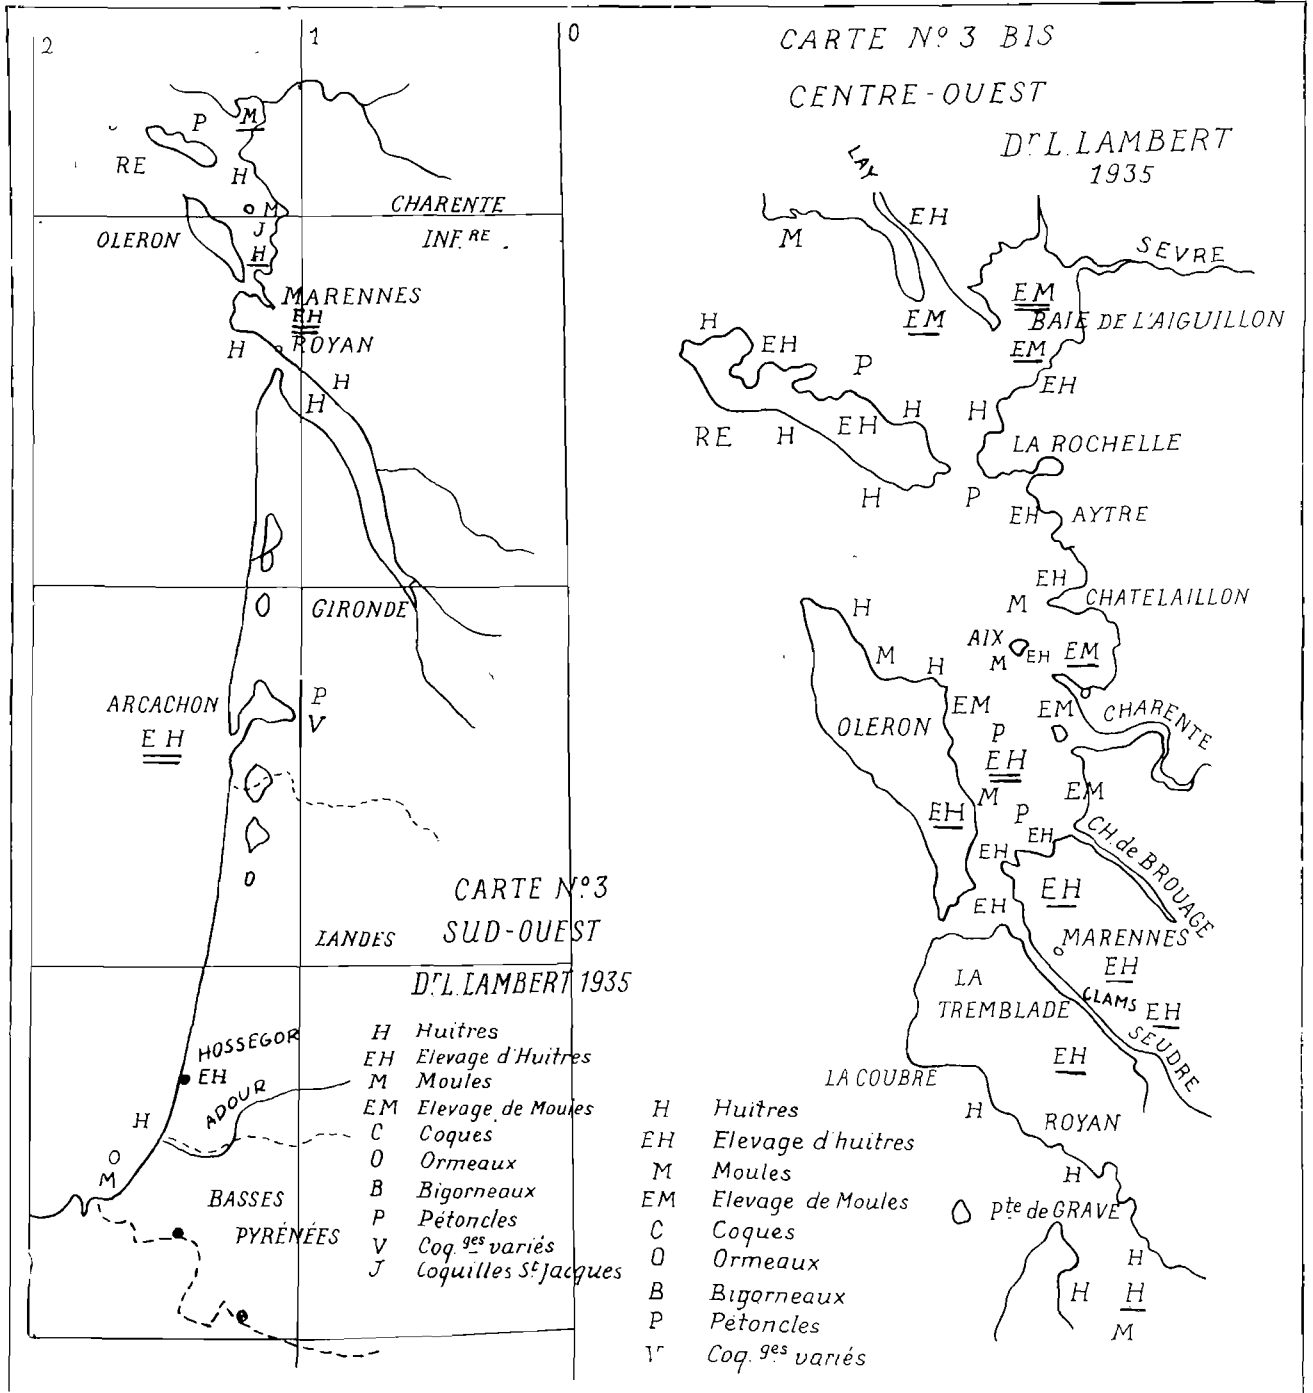 2
1
0
M
P
RE
H
M
CHARENTE
J
OLERON
INF.RE
H
MARENNES
EH
ROYAN
H
H
H
GIRONDE
ARCACHON
P
V
EH
CARTE Nº3
SUD-OUEST
LANDES
Dr L. LAMBERT 1935
HOSSEGOR
EH
ADOUR
H
O
M
BASSES
PYRÉNÉES
H Huitres
EH Elevage d'Huitres
M Moules
EM Elevage de Moules
C Coques
O Ormeaux
B Bigorneaux
P Pétoncles
V Coq.ges variés
J Coquilles St Jacques
CARTE Nº 3 BIS
CENTRE-OUEST
Dr L. LAMBERT
1935
LAY
EH
M
SEVRE
EM
EM
BAIE DE L'AIGUILLON
H
EH
EM
P
EH
H
H
EH
RE
H
LA ROCHELLE
H
P
EH
AYTRE
EH
H
M
CHATELAILLON
AIX
M
M
EH
EM
H
EM
EM
CHARENTE
OLERON
P
EH
M
EM
EH
P
EH
CH. de BROUAGE
EH
EH
EH
MARENNES
EH
LA
TREMBLADE
CLAMS
EH
SEUDRE
EH
LA COUBRE
H
ROYAN
H
Pte de GRAVE
H
H
H
M
H Huitres
EH Elevage d'huitres
M Moules
EM Elevage de Moules
C Coques
O Ormeaux
B Bigorneaux
P Pétoncles
V Coq.ges variés